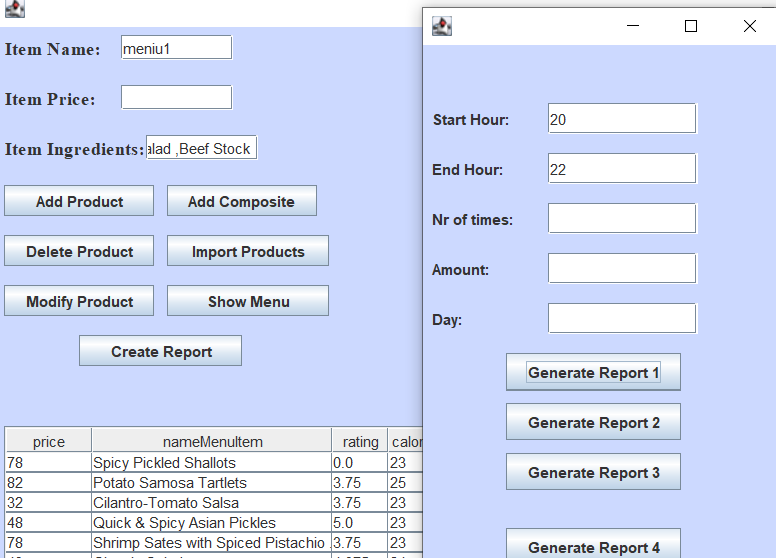 Item Name: meniu1
Item Price:
Item Ingredients: alad ,Beef Stock
Add Product Add Composite
Delete Product Import Products
Modify Product Show Menu
Create Report
price nameMenuItem rating calor
78 Spicy Pickled Shallots 0.0 23
82 Potato Samosa Tartlets 3.75 25
32 Cilantro-Tomato Salsa 3.75 23
48 Quick & Spicy Asian Pickles 5.0 23
78 Shrimp Sates with Spiced Pistachio 3.75 23
Start Hour: 20
End Hour: 22
Nr of times:
Amount:
Day:
Generate Report 1
Generate Report 2
Generate Report 3
Generate Report 4